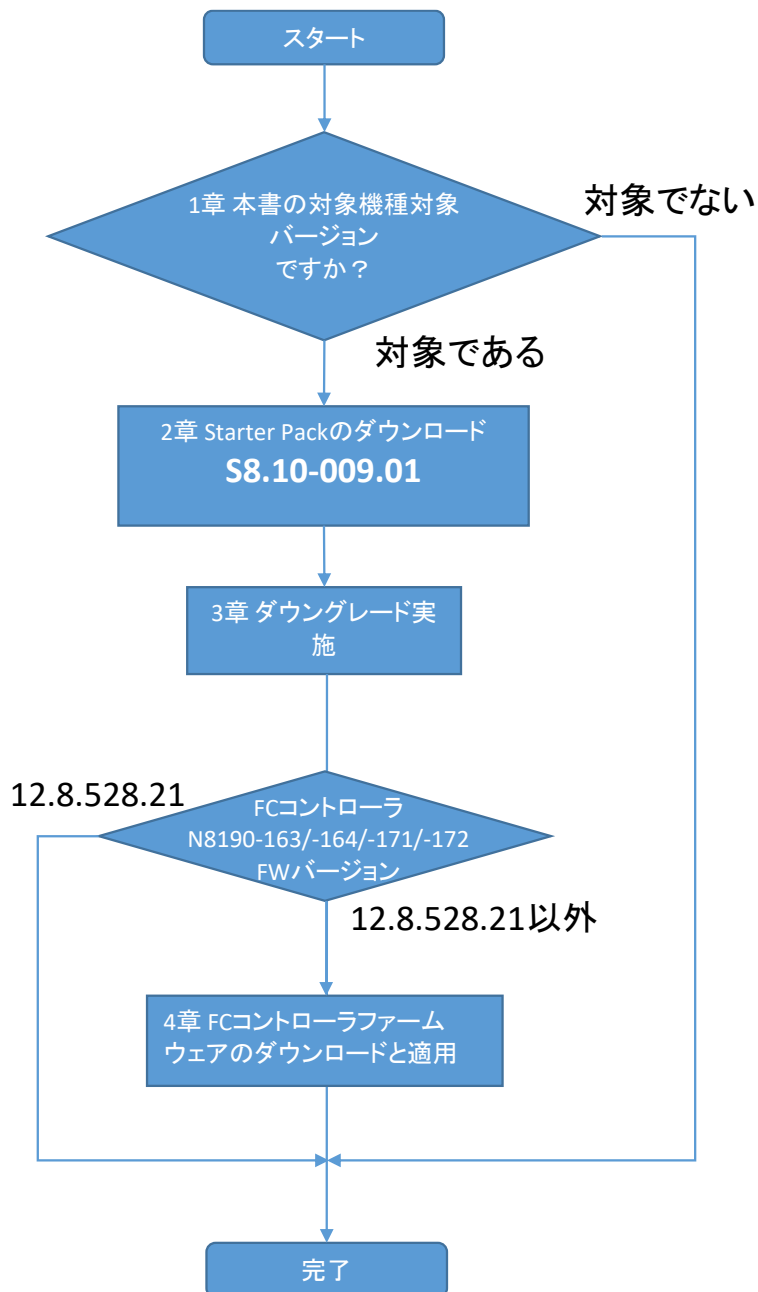 スタート
1章 本書の対象機種対象
バージョン
ですか？
対象でない
対象である
2章 Starter Packのダウンロード
S8.10-009.01
3章 ダウングレード実
施
12.8.528.21
FCコントローラ
N8190-163/-164/-171/-172
FWバージョン
12.8.528.21以外
4章 FCコントローラファーム
ウェアのダウンロードと適用
完了